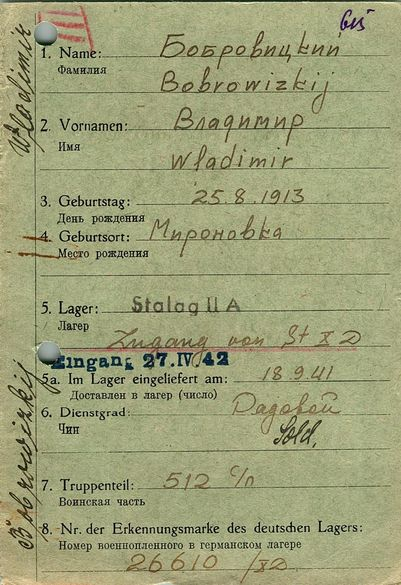 1. Name: Бобровицкий
Фамилия
Bobrowizkij
2. Vornamen: Владимир
Имя
Wladimir
3. Geburtstag: 25.8.1913
День рождения
4. Geburtsort: Мироновка
Место рождения
5. Lager: Stalag II A
Лагерь
Zugang von St X D
Eingang 27. IV. 42
5a. Im Lager eingeliefert am: 18.9.41
Доставлен в лагер (число)
6. Dienstgrad: Рядовой
Чин
Sold.
7. Truppenteil: 512
Воинская часть
8. Nr. der Erkennungsmarke des deutschen Lagers:
Номер военнопленного в германском лагере
26610 /XD
Bobrowizkij
Wladimir